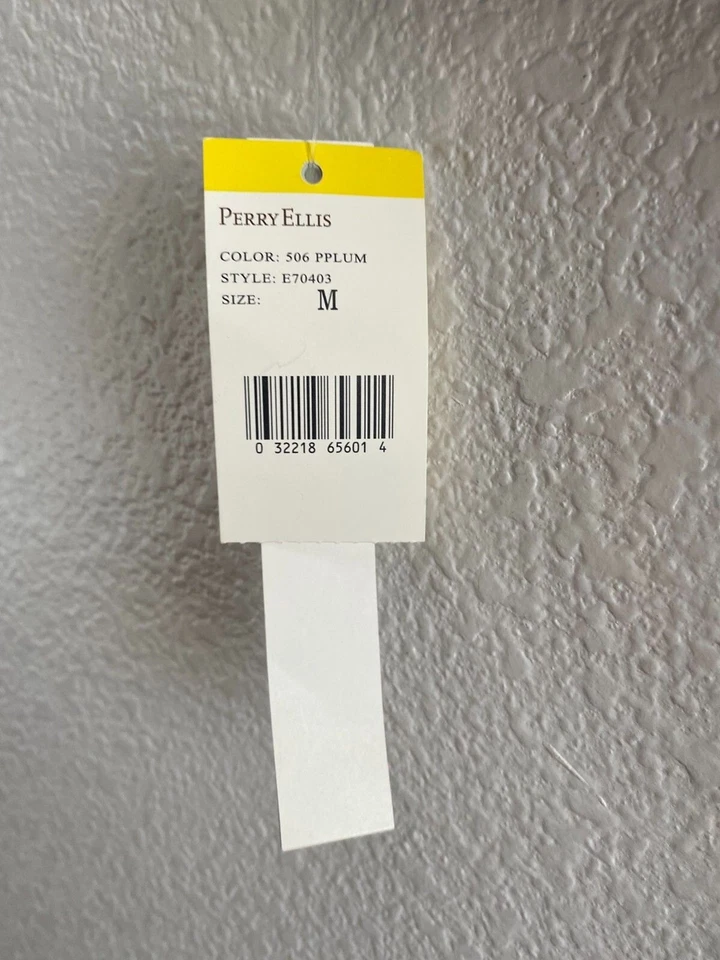 PERRY ELLIS
COLOR: 506 PPLUM
STYLE: E70403
SIZE: M
0 32218 65601 4